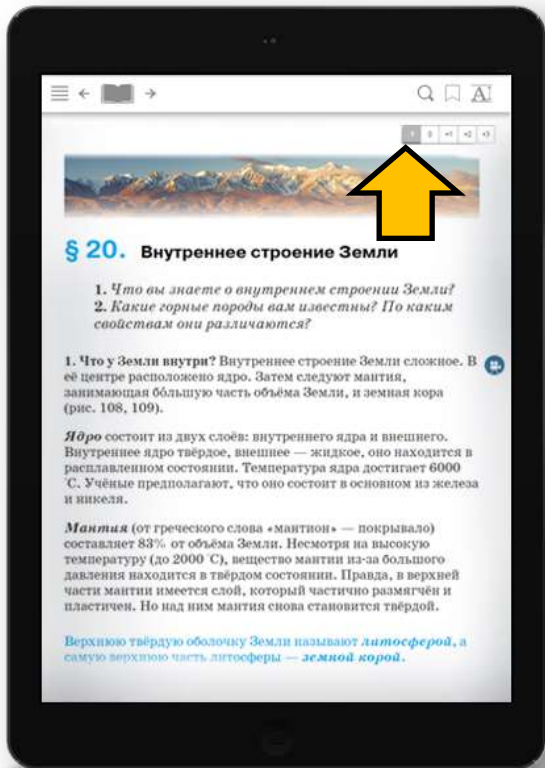 AI
-1 0 +1 +2 +3
§ 20. Внутреннее строение Земли
1. Что вы знаете о внутреннем строении Земли?
2. Какие горные породы вам известны? По каким
свойствам они различаются?
1. Что у Земли внутри? Внутреннее строение Земли сложное. В
её центре расположено ядро. Затем следуют мантия,
занимающая бо́льшую часть объёма Земли, и земная кора
(рис. 108, 109).
Ядро состоит из двух слоёв: внутреннего ядра и внешнего.
Внутреннее ядро твёрдое, внешнее — жидкое, оно находится в
расплавленном состоянии. Температура ядра достигает 6000
°С. Учёные предполагают, что оно состоит в основном из железа
и никеля.
Мантия (от греческого слова «мантион» — покрывало)
составляет 83% от объёма Земли. Несмотря на высокую
температуру (до 2000 °С), вещество мантии из-за большого
давления находится в твёрдом состоянии. Правда, в верхней
части мантии имеется слой, который частично размягчён и
пластичен. Но над ним мантия снова становится твёрдой.
Верхнюю твёрдую оболочку Земли называют литосферой, а
самую верхнюю часть литосферы — земной корой.